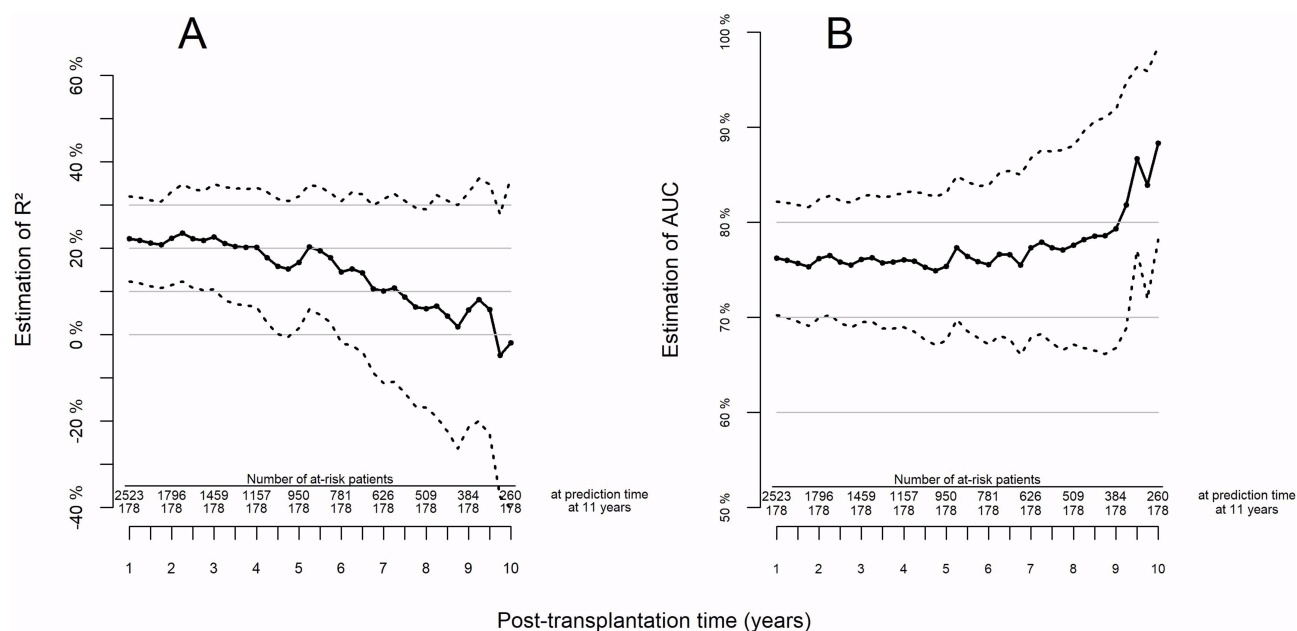 A
60 %
40 %
20 %
0 %
-20 %
-40 %
Estimation of R²
Number of at-risk patients
2523 1796 1459 1157 950 781 626 509 384 260 at prediction time
178 178 178 178 178 178 178 178 178 178 at 11 years
1 2 3 4 5 6 7 8 9 10
B
100 %
90 %
80 %
70 %
60 %
50 %
Estimation of AUC
Number of at-risk patients
2523 1796 1459 1157 950 781 626 509 384 260 at prediction time
178 178 178 178 178 178 178 178 178 178 at 11 years
1 2 3 4 5 6 7 8 9 10
Post-transplantation time (years)